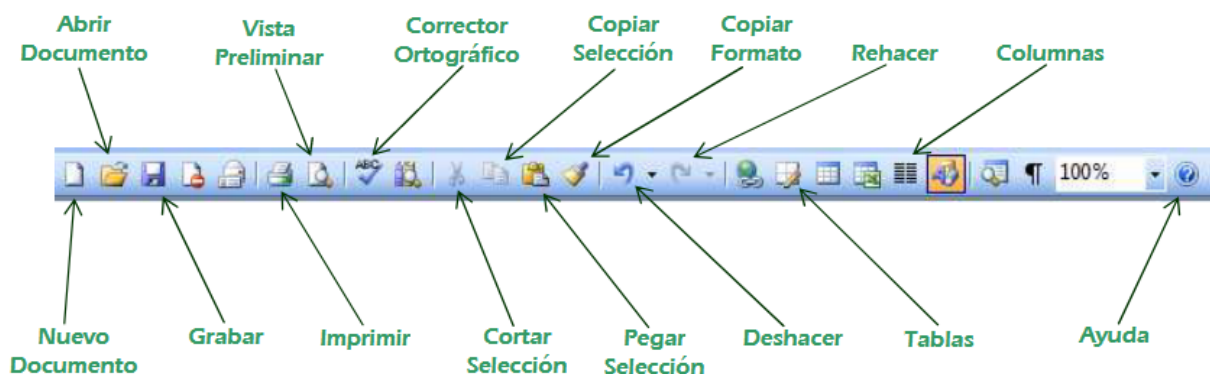 Abrir
Documento
Vista
Preliminar
Corrector
Ortográfico
Copiar
Selección
Copiar
Formato
Rehacer
Columnas
ABC
¶
100%
?
Nuevo
Documento
Grabar
Imprimir
Cortar
Selección
Pegar
Selección
Deshacer
Tablas
Ayuda